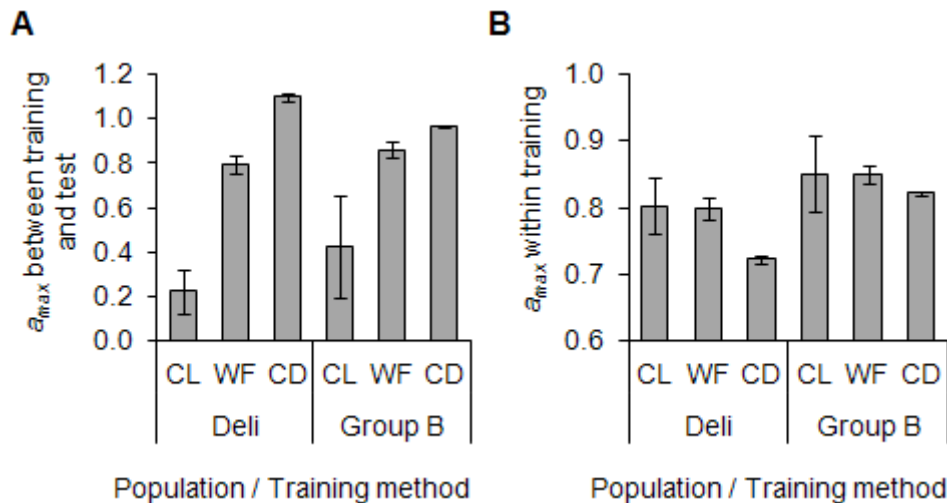 A
a_max between training
and test
1.2
1.0
0.8
0.6
0.4
0.2
0.0
CL WF CD CL WF CD
Deli Group B
Population / Training method
B
a_max within training
1.0
0.9
0.8
0.7
0.6
CL WF CD CL WF CD
Deli Group B
Population / Training method